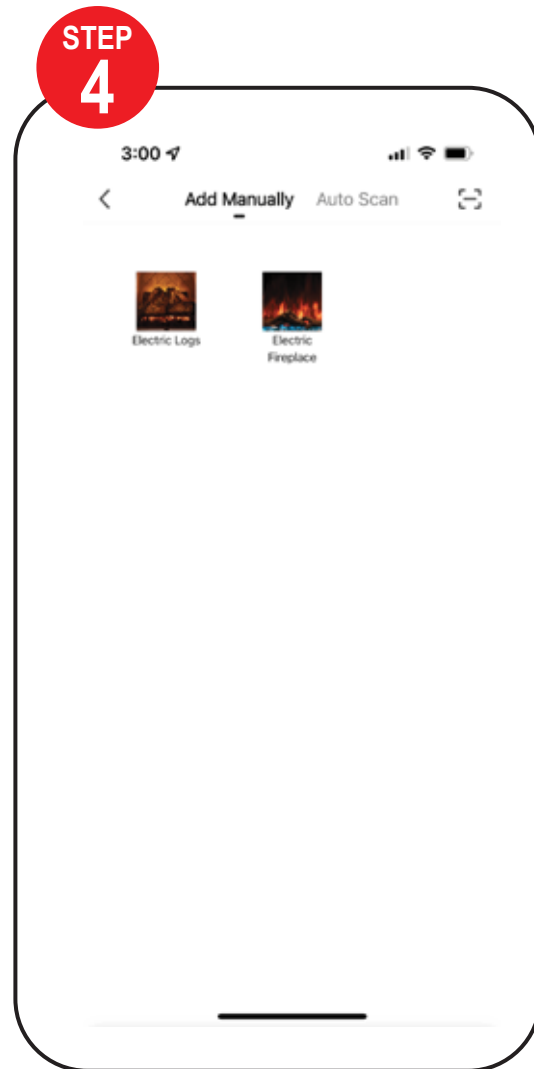 STEP
4
3:00
Add Manually Auto Scan
Electric Logs
Electric
Fireplace